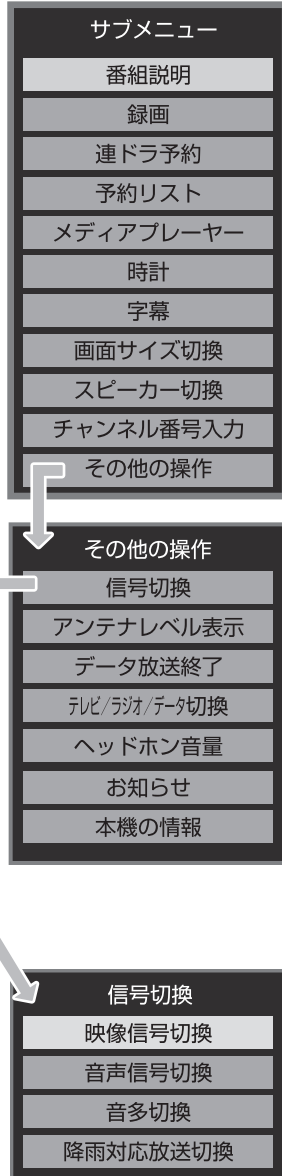 サブメニュー
番組説明
録画
連ドラ予約
予約リスト
メディアプレーヤー
時計
字幕
画面サイズ切換
スピーカー切換
チャンネル番号入力
その他の操作
その他の操作
信号切換
アンテナレベル表示
データ放送終了
テレビ/ラジオ/データ切換
ヘッドホン音量
お知らせ
本機の情報
信号切換
映像信号切換
音声信号切換
音多切換
降雨対応放送切換